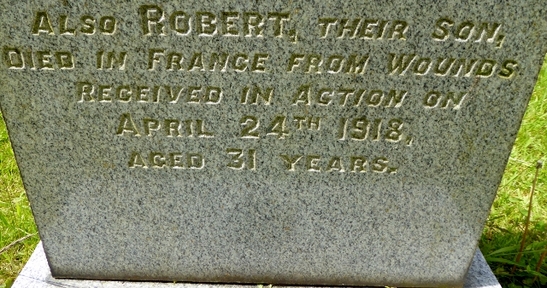 ALSO ROBERT, THEIR SON,
DIED IN FRANCE FROM WOUNDS
RECEIVED IN ACTION ON
APRIL 24TH 1918,
AGED 31 YEARS.